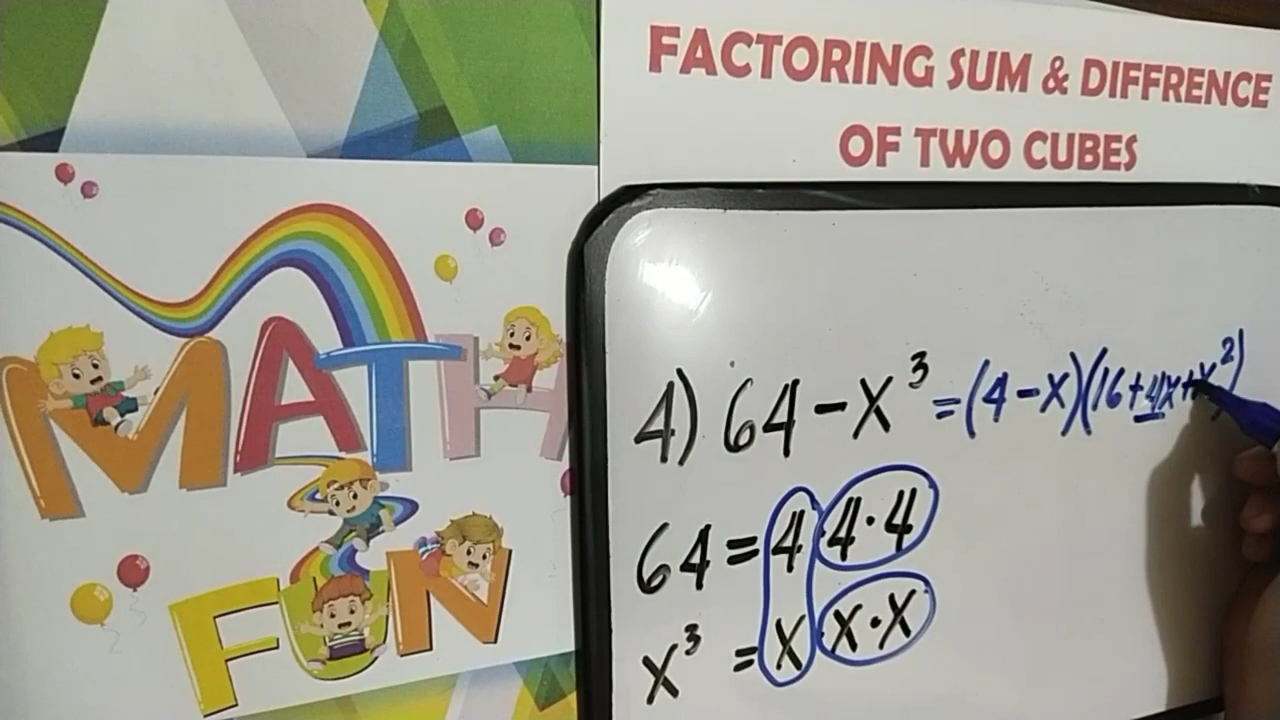 FACTORING SUM & DIFFRENCE
OF TWO CUBES
MATH
FUN
4) 64 - x³ = (4 - x)(16 + 4x + x²)
64 = 4 · 4 · 4
x³ = x · x · x